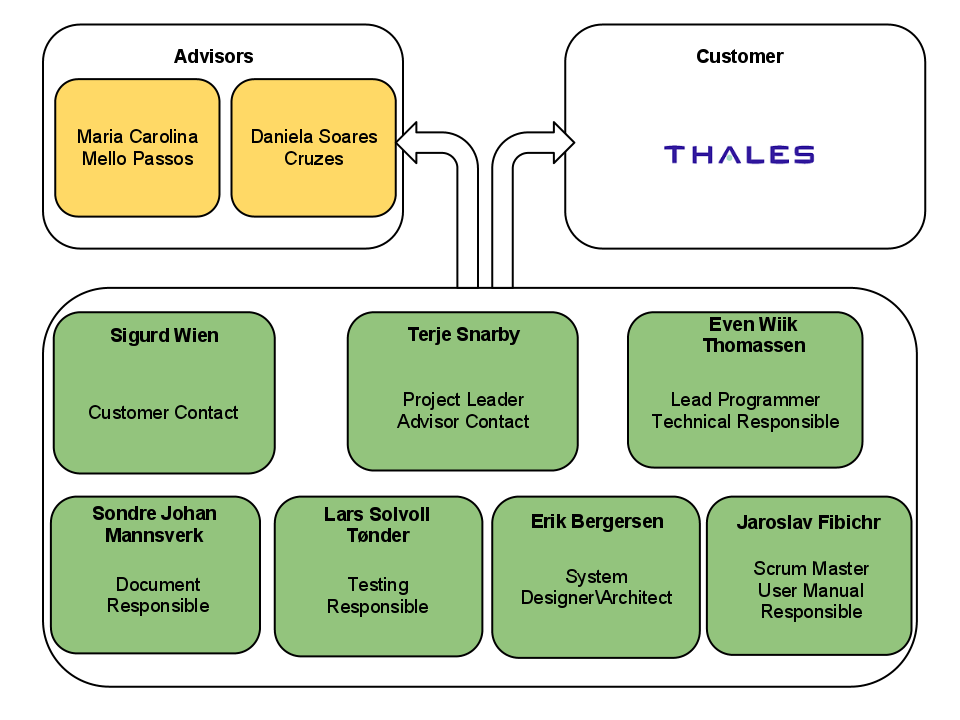 Advisors
Maria Carolina
Mello Passos
Daniela Soares
Cruzes
Customer
THALES
Sigurd Wien
Customer Contact
Terje Snarby
Project Leader
Advisor Contact
Even Wiik
Thomassen
Lead Programmer
Technical Responsible
Sondre Johan
Mannsverk
Document
Responsible
Lars Solvoll
Tønder
Testing
Responsible
Erik Bergersen
System
Designer\Architect
Jaroslav Fibichr
Scrum Master
User Manual
Responsible